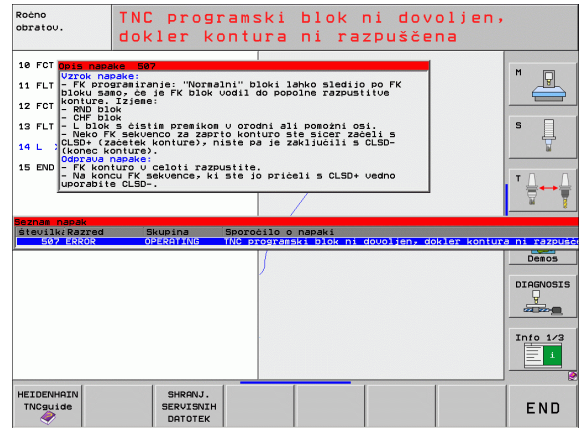 Ročno
obratov.
TNC programski blok ni dovoljen,
dokler kontura ni razpuščena
10 FCT
11 FLT
12 FCT
13 FLT
14 L
15 END
Opis napake 507
Vzrok napake:
- FK programiranje: "Normalni" bloki lahko sledijo po FK
bloku samo, če je FK blok vodil do popolne razpustitve
konture. Izjeme:
- RND blok
- CHF blok
- L blok s čistim premikom v orodni ali pomožni osi.
- Neko FK sekvenco za zaprto konturo ste sicer začeli s
CLSD+ (začetek konture), niste pa je zaključili s CLSD-
(konec konture).
Odprava napake:
- FK konturo v celoti razpustite.
- Na koncu FK sekvence, ki ste jo pričeli s CLSD+ vedno
uporabite CLSD-.
Seznam napak
številk:Razred Skupina Sporočilo o napaki
507 ERROR OPERATING TNC programski blok ni dovoljen, dokler kontura ni razpušče
M
S
T
Demos
DIAGNOSIS
Info 1/3
i
HEIDENHAIN
TNCguide
SHRANJ.
SERVISNIH
DATOTEK
END